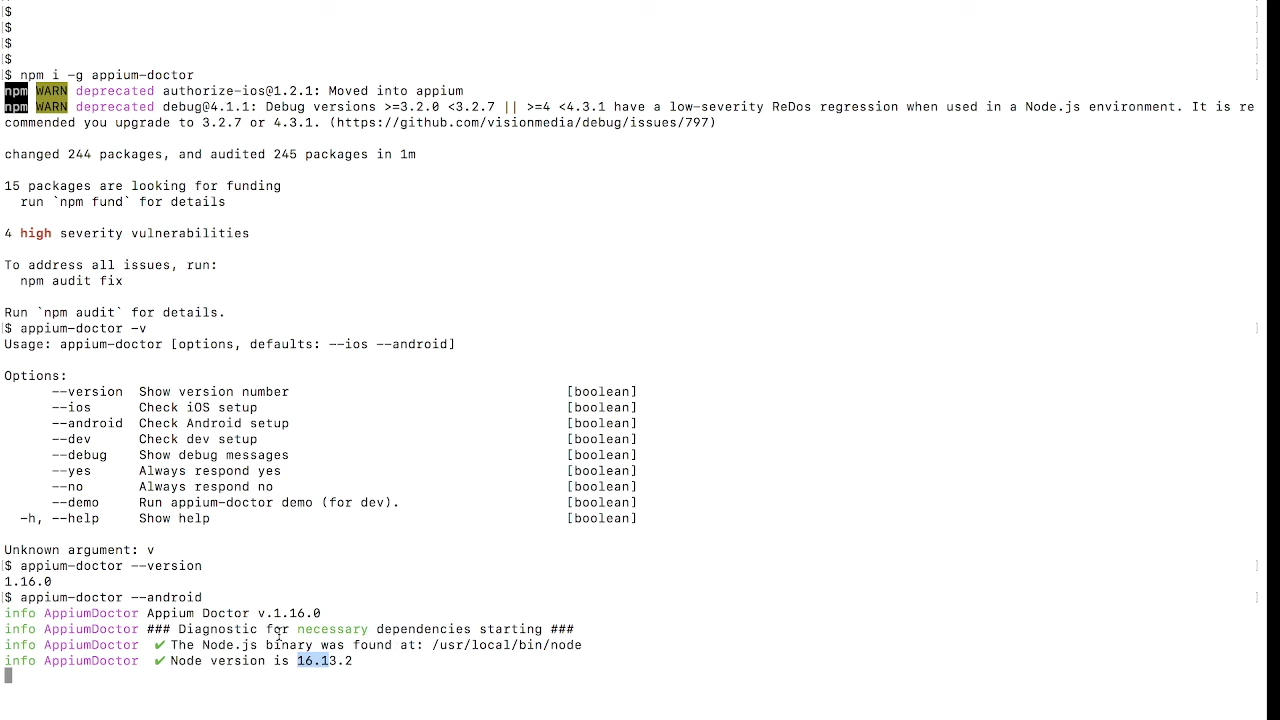 $
$
$
$
$ npm i -g appium-doctor
npm WARN deprecated authorize-ios@1.2.1: Moved into appium
npm WARN deprecated debug@4.1.1: Debug versions >=3.2.0 <3.2.7 || >=4 <4.3.1 have a low-severity ReDos regression when used in a Node.js environment. It is re
commended you upgrade to 3.2.7 or 4.3.1. (https://github.com/visionmedia/debug/issues/797)
changed 244 packages, and audited 245 packages in 1m
15 packages are looking for funding
  run `npm fund` for details
4 high severity vulnerabilities
To address all issues, run:
  npm audit fix
Run `npm audit` for details.
$ appium-doctor -v
Usage: appium-doctor [options, defaults: --ios --android]
Options:
      --version  Show version number                                   [boolean]
      --ios      Check iOS setup                                       [boolean]
      --android  Check Android setup                                   [boolean]
      --dev      Check dev setup                                       [boolean]
      --debug    Show debug messages                                   [boolean]
      --yes      Always respond yes                                    [boolean]
      --no       Always respond no                                     [boolean]
      --demo     Run appium-doctor demo (for dev).                     [boolean]
  -h, --help     Show help                                             [boolean]
Unknown argument: v
$ appium-doctor --version
1.16.0
$ appium-doctor --android
info AppiumDoctor Appium Doctor v.1.16.0
info AppiumDoctor ### Diagnostic for necessary dependencies starting ###
info AppiumDoctor  ✔ The Node.js binary was found at: /usr/local/bin/node
info AppiumDoctor  ✔ Node version is 16.13.2